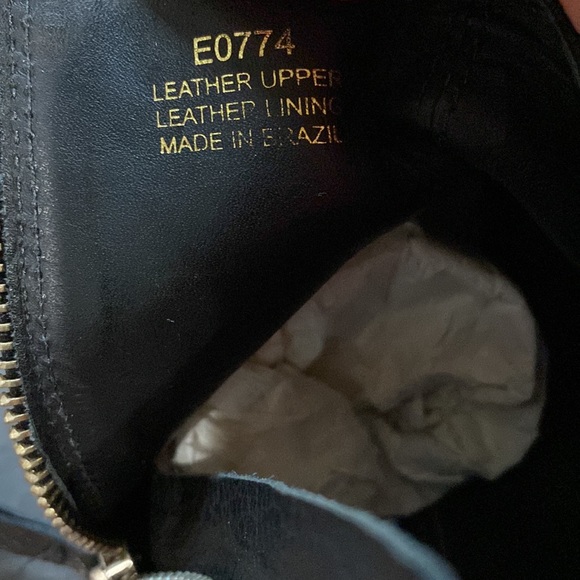 E0774
LEATHER UPPER
LEATHER LINING
MADE IN BRAZIL